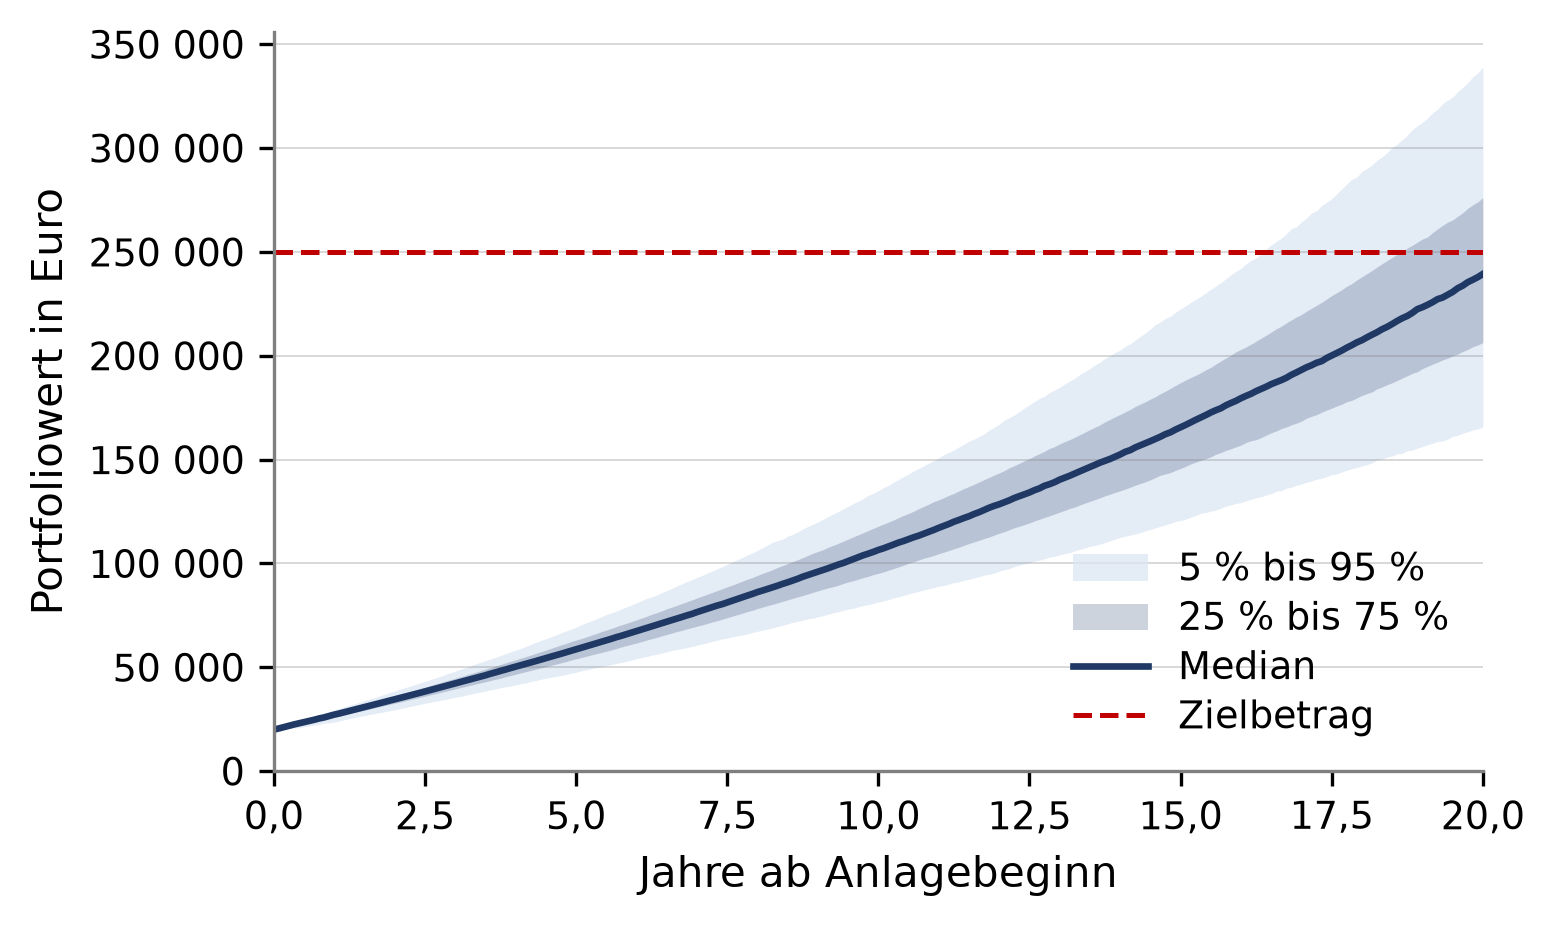 350 000
300 000
250 000
200 000
150 000
100 000
50 000
0
Portfoliowert in Euro
5 % bis 95 %
25 % bis 75 %
Median
Zielbetrag
0,0 2,5 5,0 7,5 10,0 12,5 15,0 17,5 20,0
Jahre ab Anlagebeginn